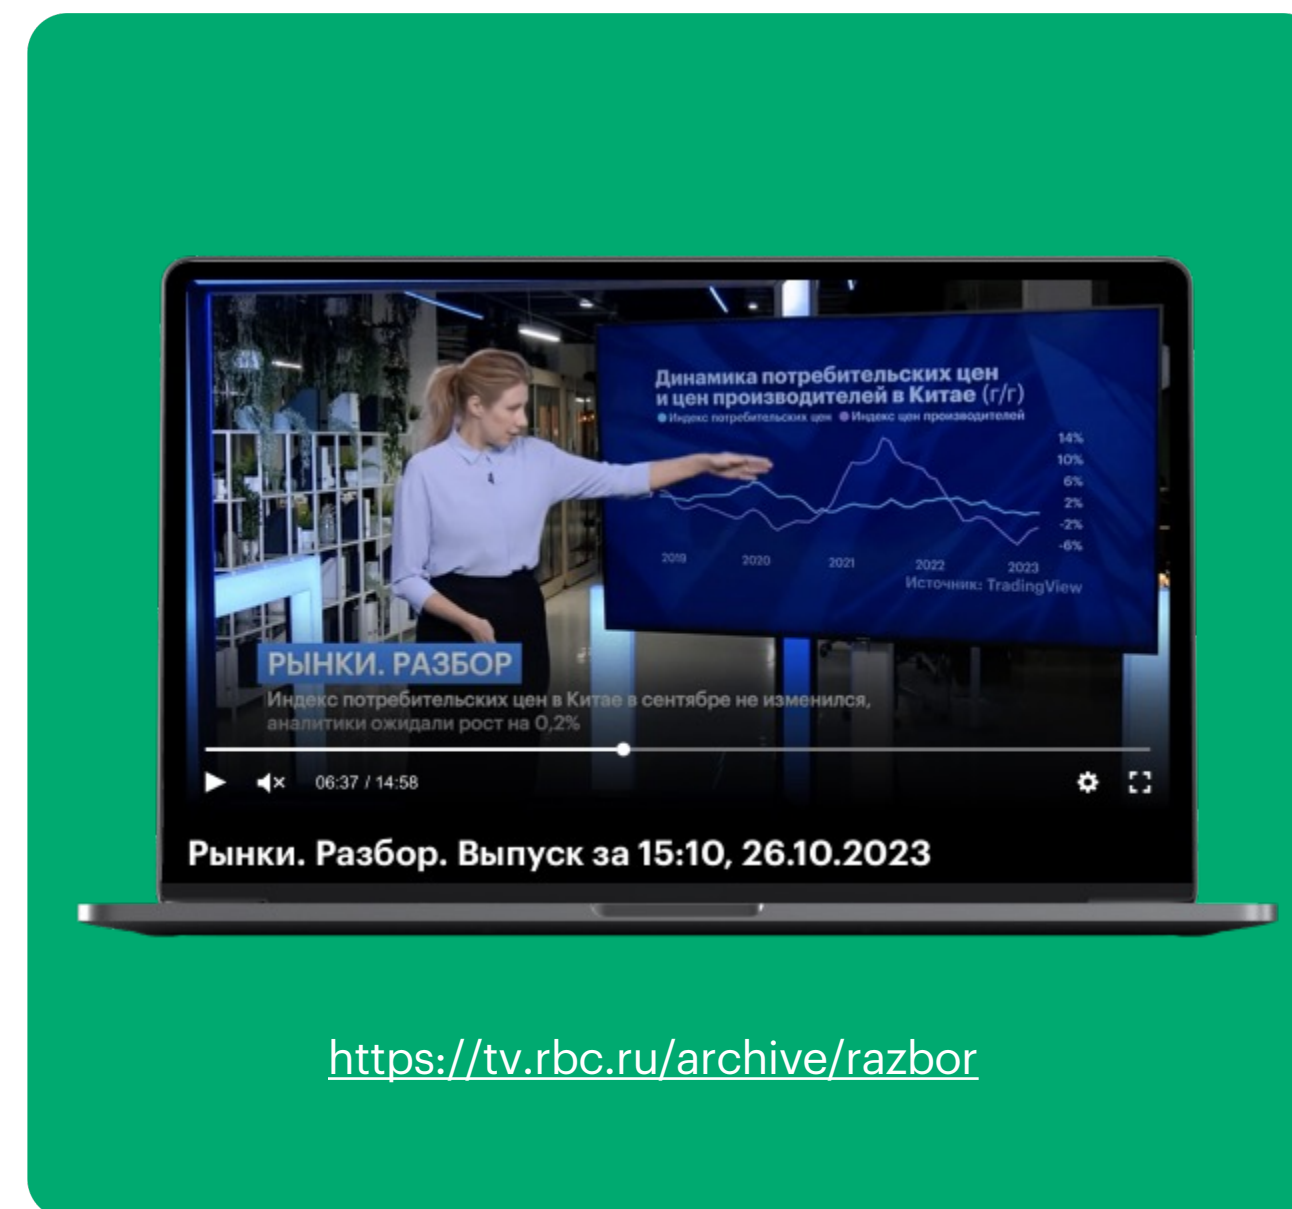 Динамика потребительских цен
и цен производителей в Китае (г/г)
Индекс потребительских цен Индекс цен производителей
14%
10%
6%
2%
-2%
-6%
2019 2020 2021 2022 2023
Источник: TradingView
РЫНКИ. РАЗБОР
Индекс потребительских цен в Китае в сентябре не изменился,
аналитики ожидали рост на 0,2%
06:37 / 14:58
Рынки. Разбор. Выпуск за 15:10, 26.10.2023
https://tv.rbc.ru/archive/razbor